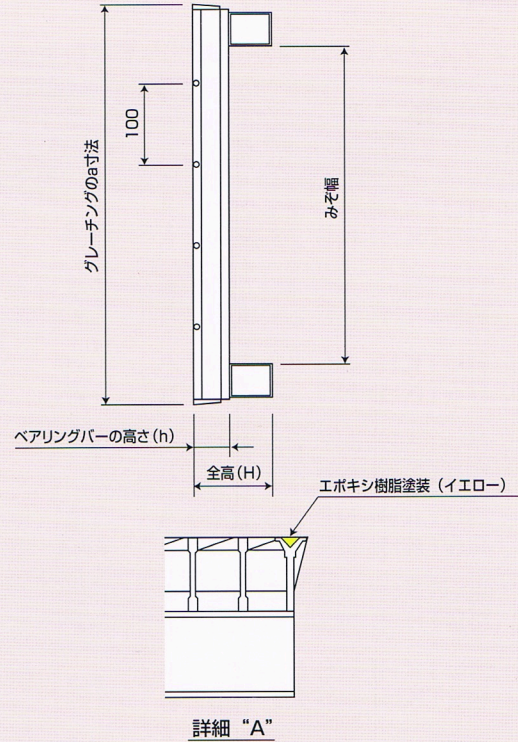 グレーチングのa寸法
100
みぞ幅
ベアリングバーの高さ(h)
全高(H)
エポキシ樹脂塗装(イエロー)
詳細 “A”